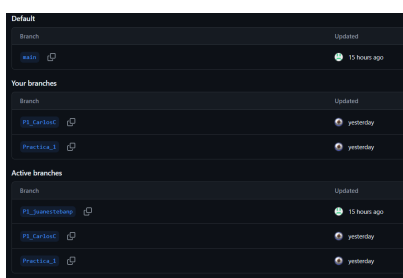 Default
Branch Updated
main 15 hours ago
Your branches
Branch Updated
P1_CarlosC yesterday
Practica_1 yesterday
Active branches
Branch Updated
P1_juanestebanp 15 hours ago
P1_CarlosC yesterday
Practica_1 yesterday